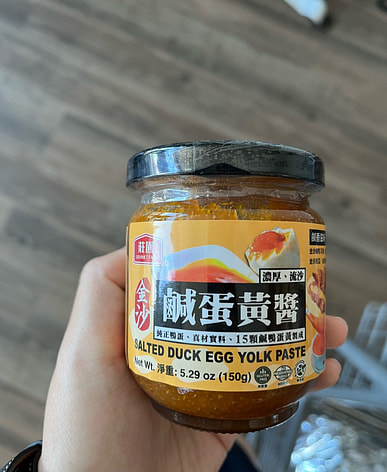 莊園
金沙
濃厚、流沙
鹹蛋黃醬
純正鴨蛋、真材實料、15顆鹹鴨蛋黃製成
SALTED DUCK EGG YOLK PASTE
Net Wt. 淨重: 5.29 oz (150g)